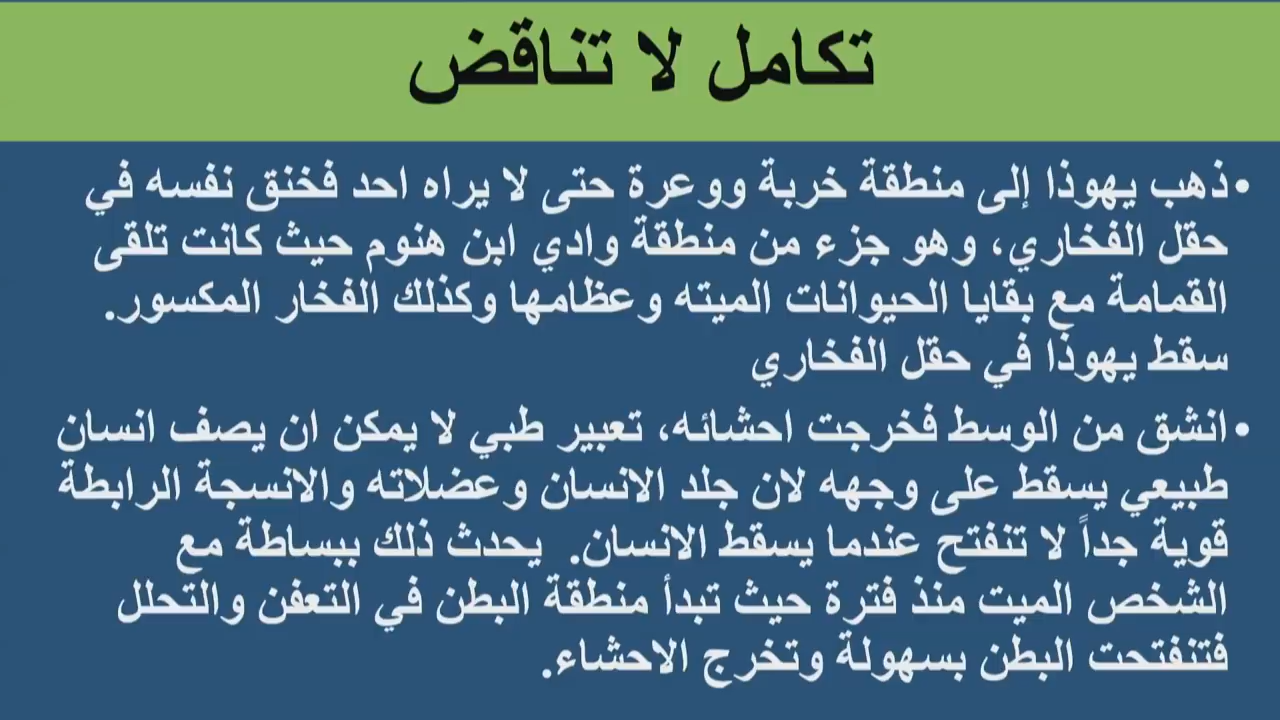 تكامل لا تناقض
•ذهب يهوذا إلى منطقة خربة ووعرة حتى لا يراه احد فخنق نفسه في
حقل الفخاري، وهو جزء من منطقة وادي ابن هنوم حيث كانت تلقى
القمامة مع بقايا الحيوانات الميته وعظامها وكذلك الفخار المكسور.
سقط يهوذا في حقل الفخاري
•انشق من الوسط فخرجت احشائه، تعبير طبي لا يمكن ان يصف انسان
طبيعي يسقط على وجهه لان جلد الانسان وعضلاته والانسجة الرابطة
قوية جداً لا تنفتح عندما يسقط الانسان. يحدث ذلك ببساطة مع
الشخص الميت منذ فترة حيث تبدأ منطقة البطن في التعفن والتحلل
فتنفتحت البطن بسهولة وتخرج الاحشاء.